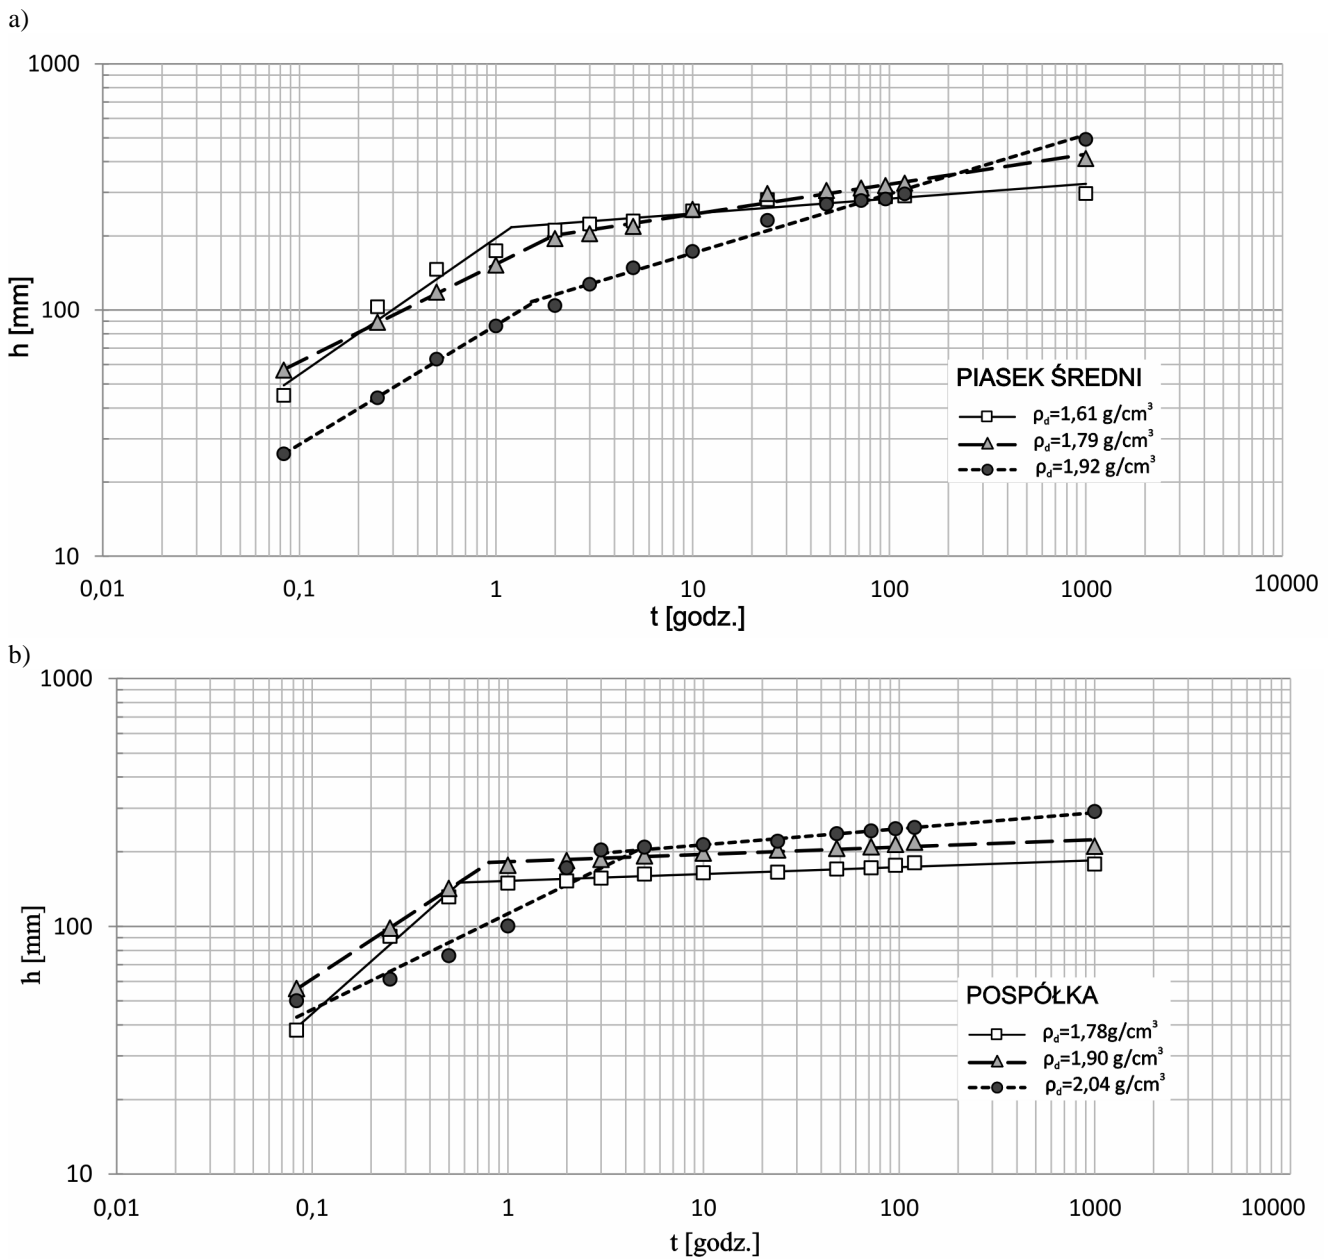 a)
1000
100
10
h [mm]
0,01 0,1 1 10 100 1000 10000
t [godz.]
PIASEK ŚREDNI
ρd=1,61 g/cm³
ρd=1,79 g/cm³
ρd=1,92 g/cm³
b)
1000
100
10
h [mm]
0,01 0,1 1 10 100 1000 10000
t [godz.]
POSPÓŁKA
ρd=1,78g/cm³
ρd=1,90 g/cm³
ρd=2,04 g/cm³